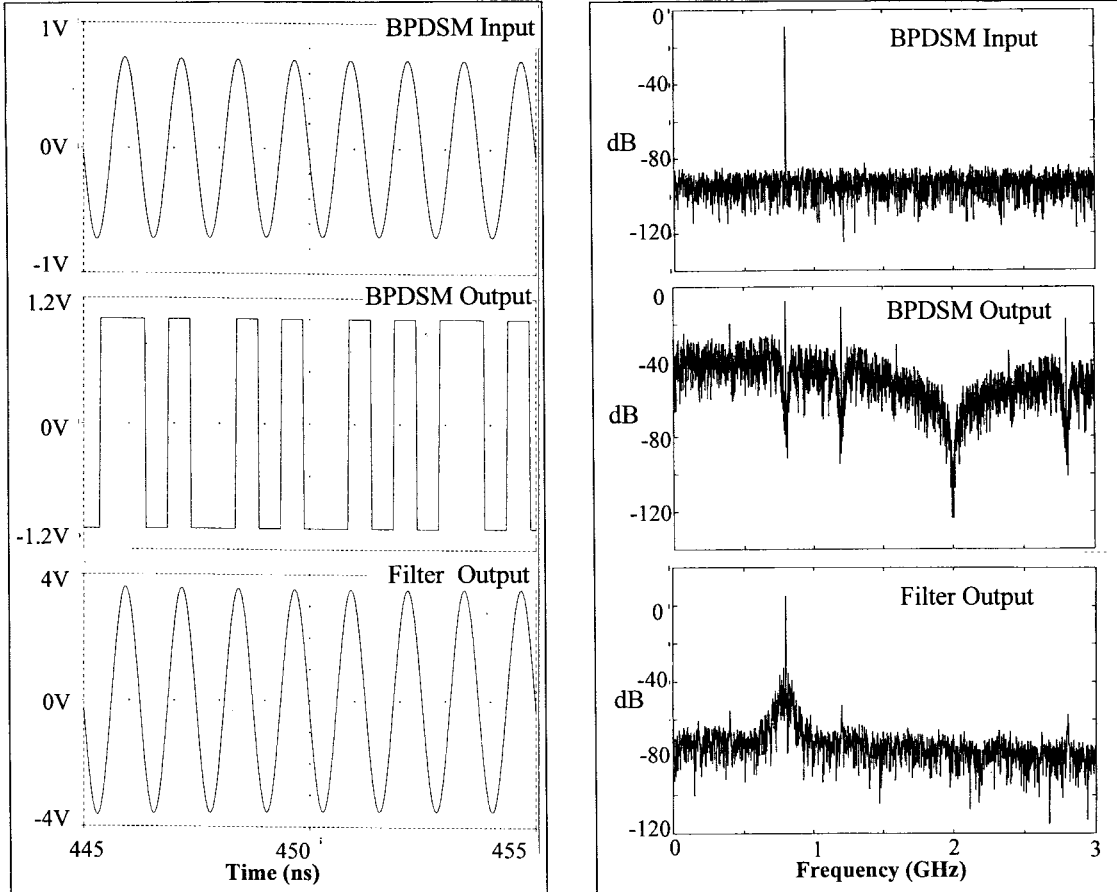 1V
BPDSM Input
0V
-1V
1.2V
BPDSM Output
0V
-1.2V
4V
Filter Output
0V
-4V
445
450
455
Time (ns)
0
BPDSM Input
-40
dB
-80
-120
0
BPDSM Output
-40
dB
-80
-120
0
Filter Output
-40
dB
-80
-120
0
1
2
3
Frequency (GHz)